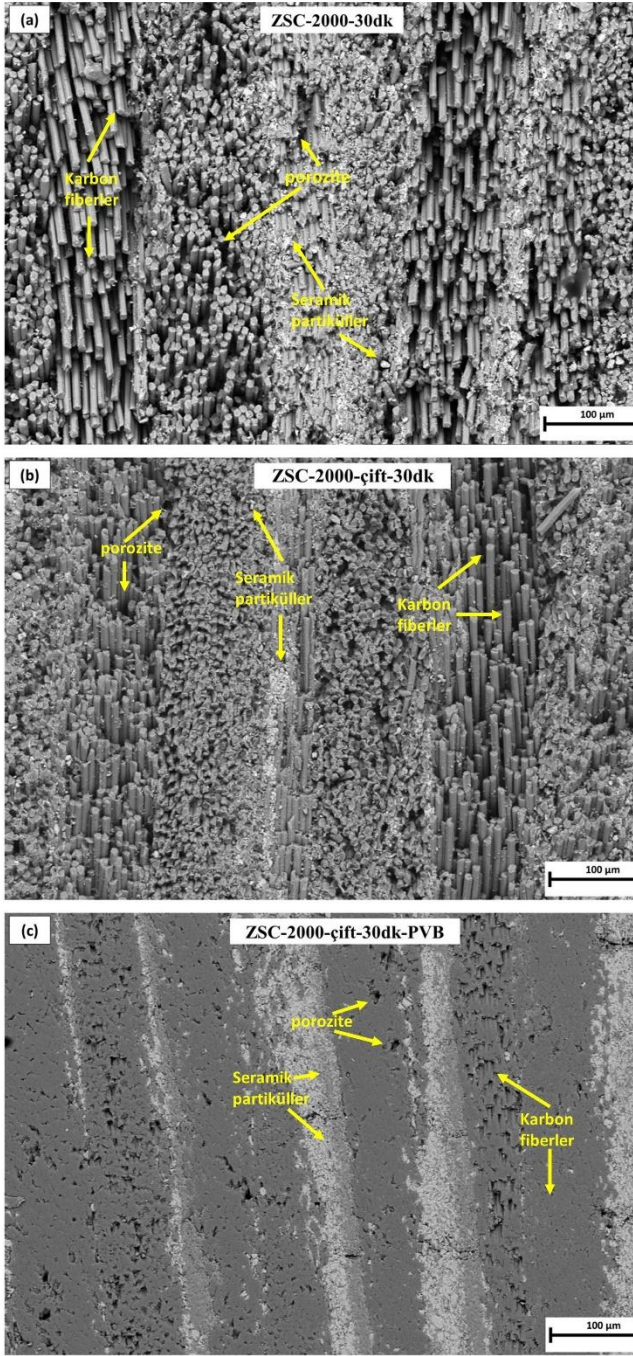 (a)
ZSC-2000-30dk
Karbon
fiberler
porozite
Seramik
partiküller
100 µm
(b)
ZSC-2000-çift-30dk
porozite
Seramik
partiküller
Karbon
fiberler
100 µm
(c)
ZSC-2000-çift-30dk-PVB
porozite
Seramik
partiküller
Karbon
fiberler
100 µm